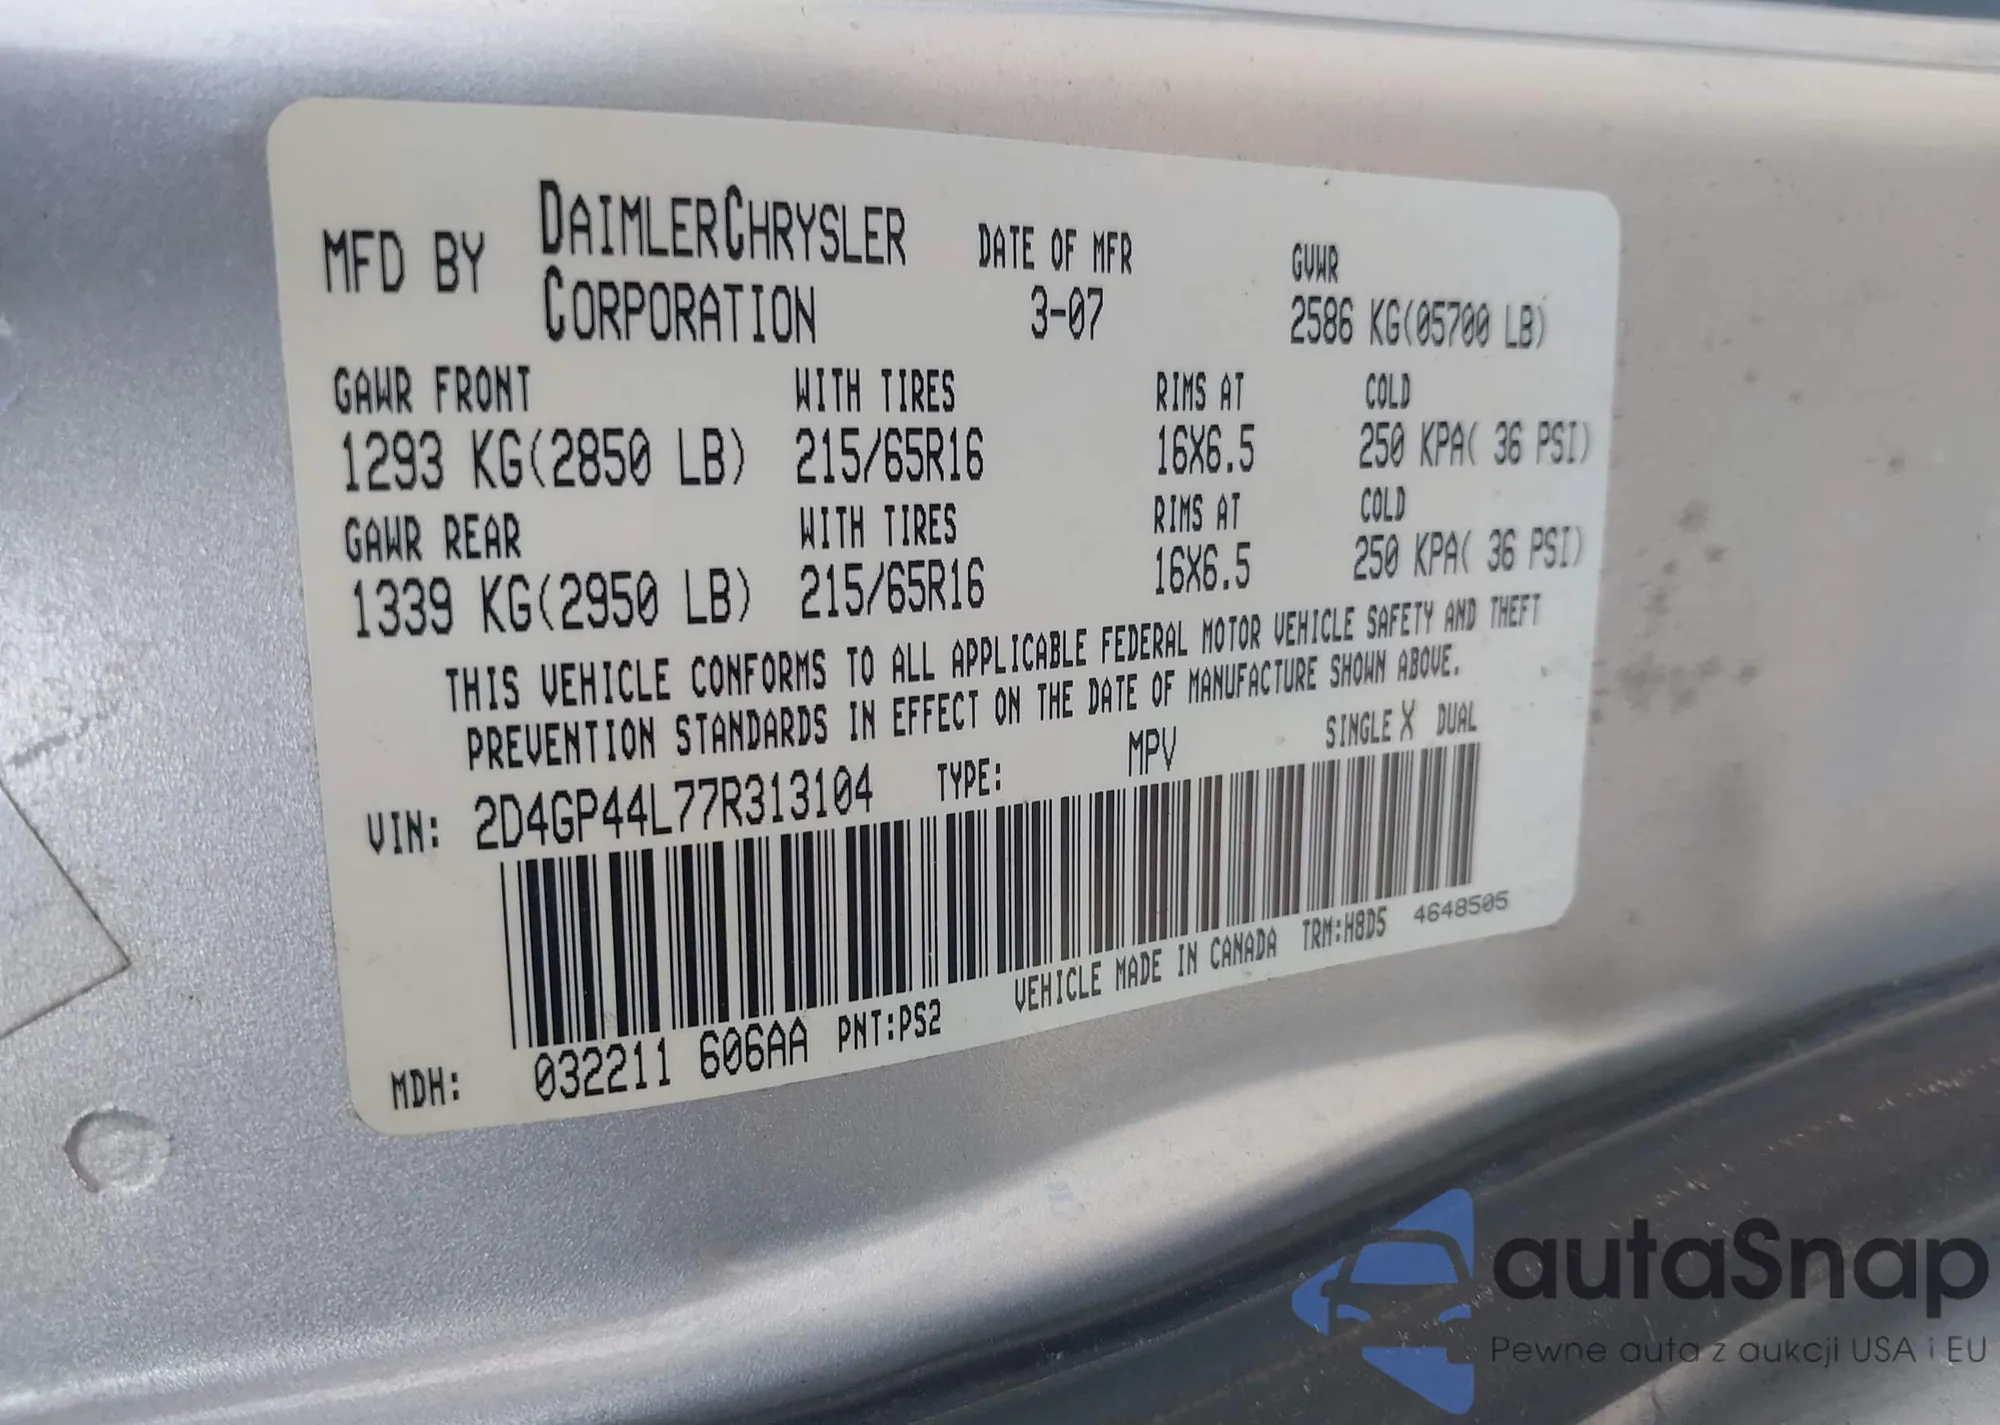 MFD BY DAIMLERCHRYSLER CORPORATION DATE OF MFR 3-07 GVWR 2586 KG(05700 LB)
GAWR FRONT WITH TIRES RIMS AT COLD
1293 KG(2850 LB) 215/65R16 16X6.5 250 KPA( 36 PSI)
GAWR REAR WITH TIRES RIMS AT COLD
1339 KG(2950 LB) 215/65R16 16X6.5 250 KPA( 36 PSI)
THIS VEHICLE CONFORMS TO ALL APPLICABLE FEDERAL MOTOR VEHICLE SAFETY AND THEFT
PREVENTION STANDARDS IN EFFECT ON THE DATE OF MANUFACTURE SHOWN ABOVE.
VIN: 2D4GP44L77R313104 TYPE: MPV SINGLE X DUAL
MDH: 032211 606AA PNT:PS2 VEHICLE MADE IN CANADA TRM:H8D5 4648505
autaSnap
Pewne auta z aukcji USA i EU